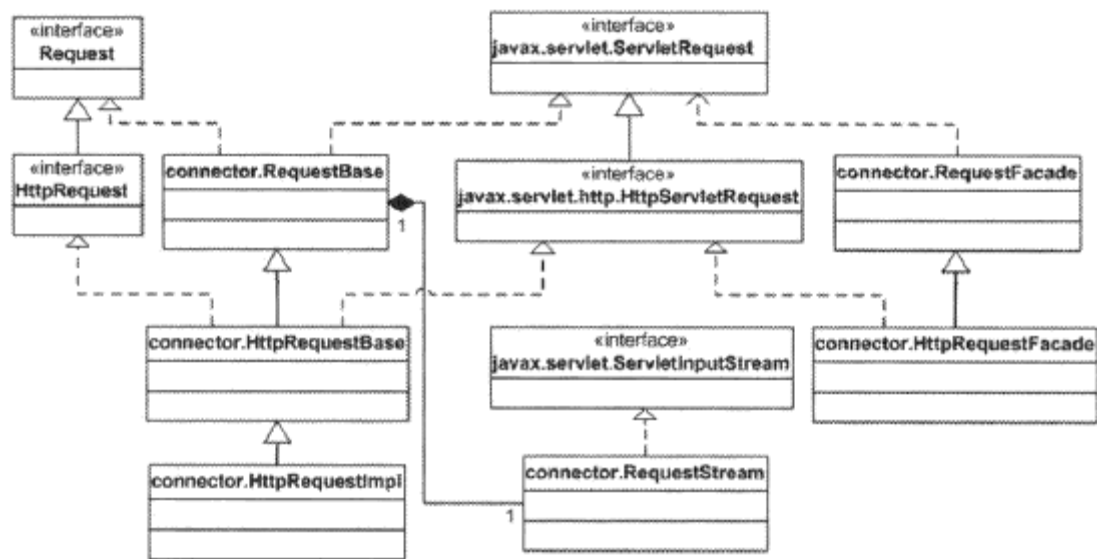 «interface»
Request
«interface»
javax.servlet.ServletRequest
«interface»
HttpRequest
connector.RequestBase
«interface»
javax.servlet.http.HttpServletRequest
connector.RequestFacade
1
connector.HttpRequestBase
«interface»
javax.servlet.ServletInputStream
connector.HttpRequestFacade
connector.HttpRequestImpl
connector.RequestStream
1